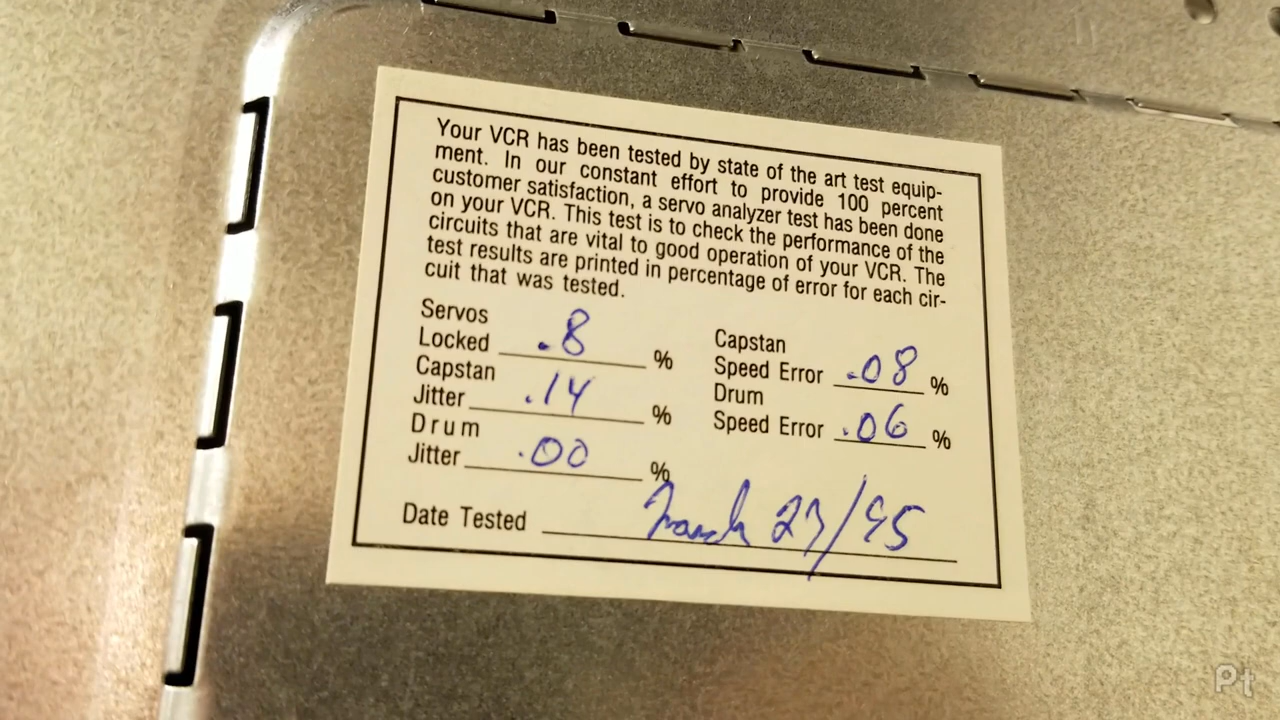 Your VCR has been tested by state of the art test equip-
ment. In our constant effort to provide 100 percent
customer satisfaction, a servo analyzer test has been done
on your VCR. This test is to check the performance of the
circuits that are vital to good operation of your VCR. The
test results are printed in percentage of error for each cir-
cuit that was tested.
Servos
Locked .8 %
Capstan
Jitter .14 %
Drum
Jitter .00 %
Capstan
Speed Error .08 %
Drum
Speed Error .06 %
Date Tested March 23/95
Pt